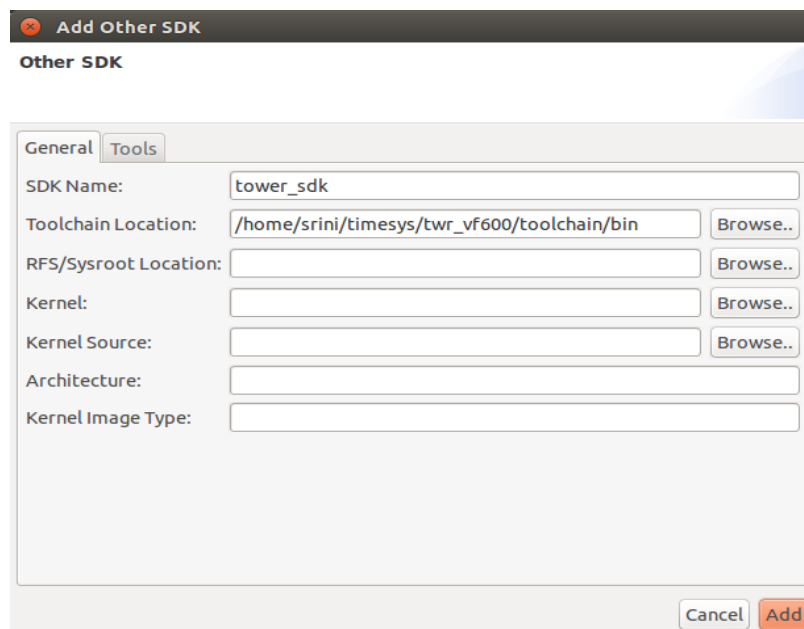 Add Other SDK
Other SDK
General Tools
SDK Name: tower_sdk
Toolchain Location: /home/srini/timesys/twr_vf600/toolchain/bin Browse..
RFS/Sysroot Location: Browse..
Kernel: Browse..
Kernel Source: Browse..
Architecture:
Kernel Image Type:
Cancel Add